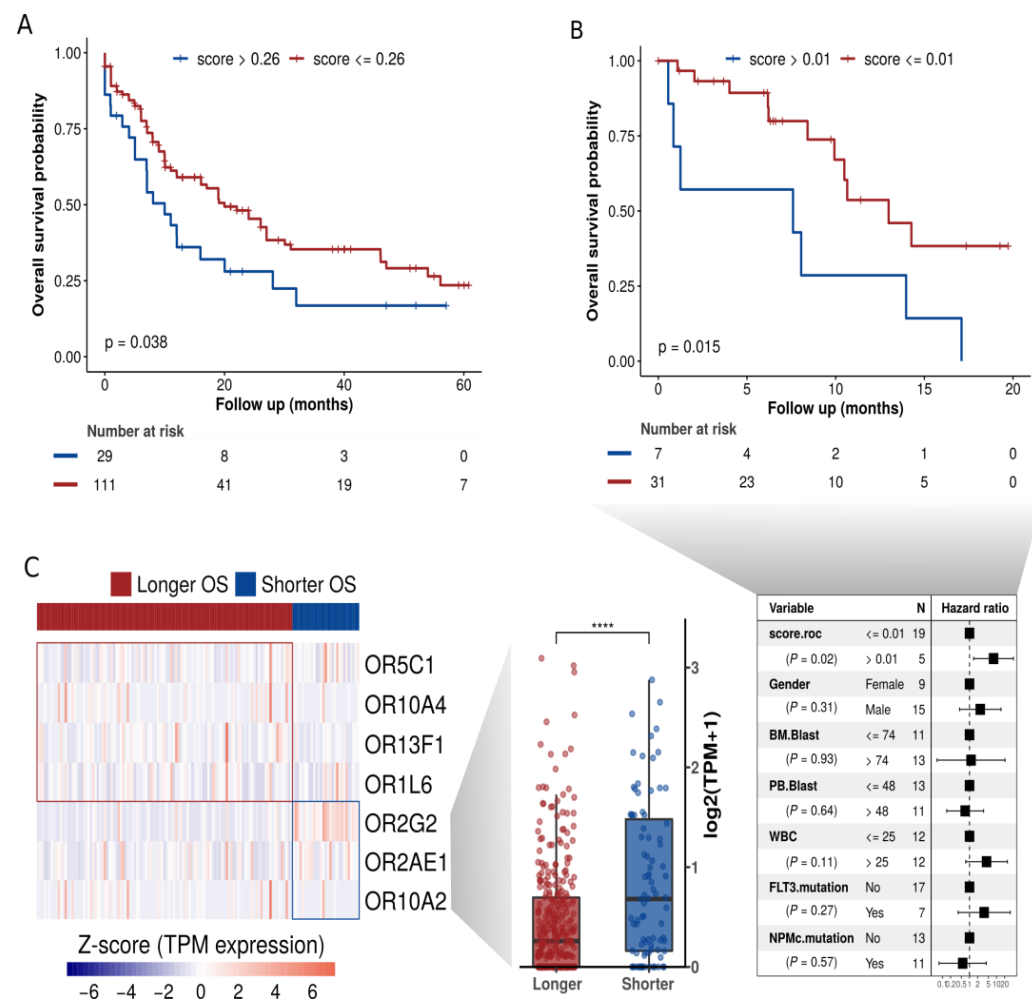 A
score > 0.26 score <= 0.26
Overall survival probability
1.00
0.75
0.50
0.25
0.00
p = 0.038
0 20 40 60
Follow up (months)
Number at risk
29 8 3 0
111 41 19 7
B
score > 0.01 score <= 0.01
Overall survival probability
1.00
0.75
0.50
0.25
0.00
p = 0.015
0 5 10 15 20
Follow up (months)
Number at risk
7 4 2 1 0
31 23 10 5 0
C
Longer OS Shorter OS
OR5C1
OR10A4
OR13F1
OR1L6
OR2G2
OR2AE1
OR10A2
Z-score (TPM expression)
−6 −4 −2 0 2 4 6
****
3
2
1
0
log2(TPM+1)
Longer Shorter
Variable N Hazard ratio
score.roc <= 0.01 19
(P = 0.02) > 0.01 5
Gender Female 9
(P = 0.31) Male 15
BM.Blast <= 74 11
(P = 0.93) > 74 13
PB.Blast <= 48 13
(P = 0.64) > 48 11
WBC <= 25 12
(P = 0.11) > 25 12
FLT3.mutation No 17
(P = 0.27) Yes 7
NPMc.mutation No 13
(P = 0.57) Yes 11
0.10.20.51 2 51020